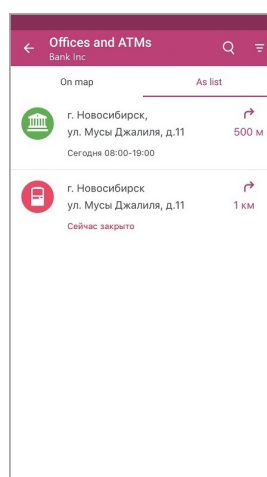 Offices and ATMs
Bank Inc
On map
As list
г. Новосибирск,
ул. Мусы Джалиля, д.11
500 м
Сегодня 08:00-19:00
г. Новосибирск
ул. Мусы Джалиля, д.11
1 км
Сейчас закрыто